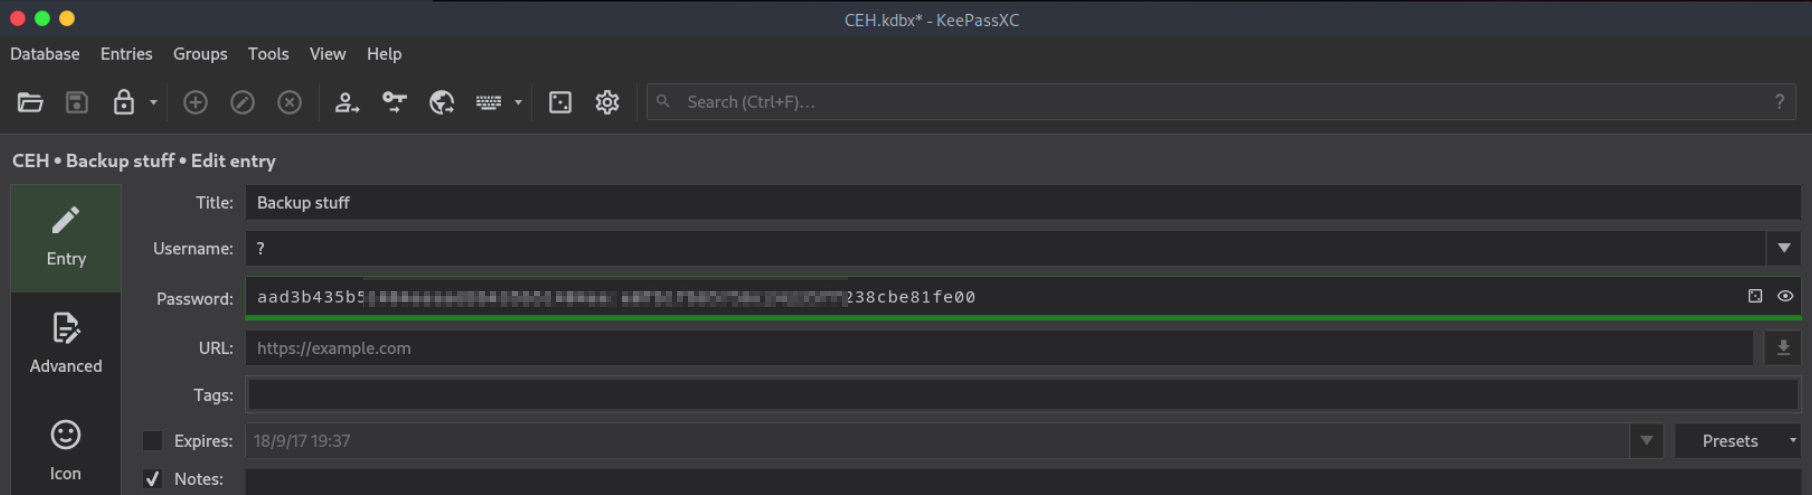 CEH.kdbx* - KeePassXC
Database Entries Groups Tools View Help
Search (Ctrl+F)... ?
CEH • Backup stuff • Edit entry
Title: Backup stuff
Entry
Username: ?
Password: aad3b435b5 238cbe81fe00
URL: https://example.com
Advanced
Tags:
Expires: 18/9/17 19:37 Presets
Icon
Notes: